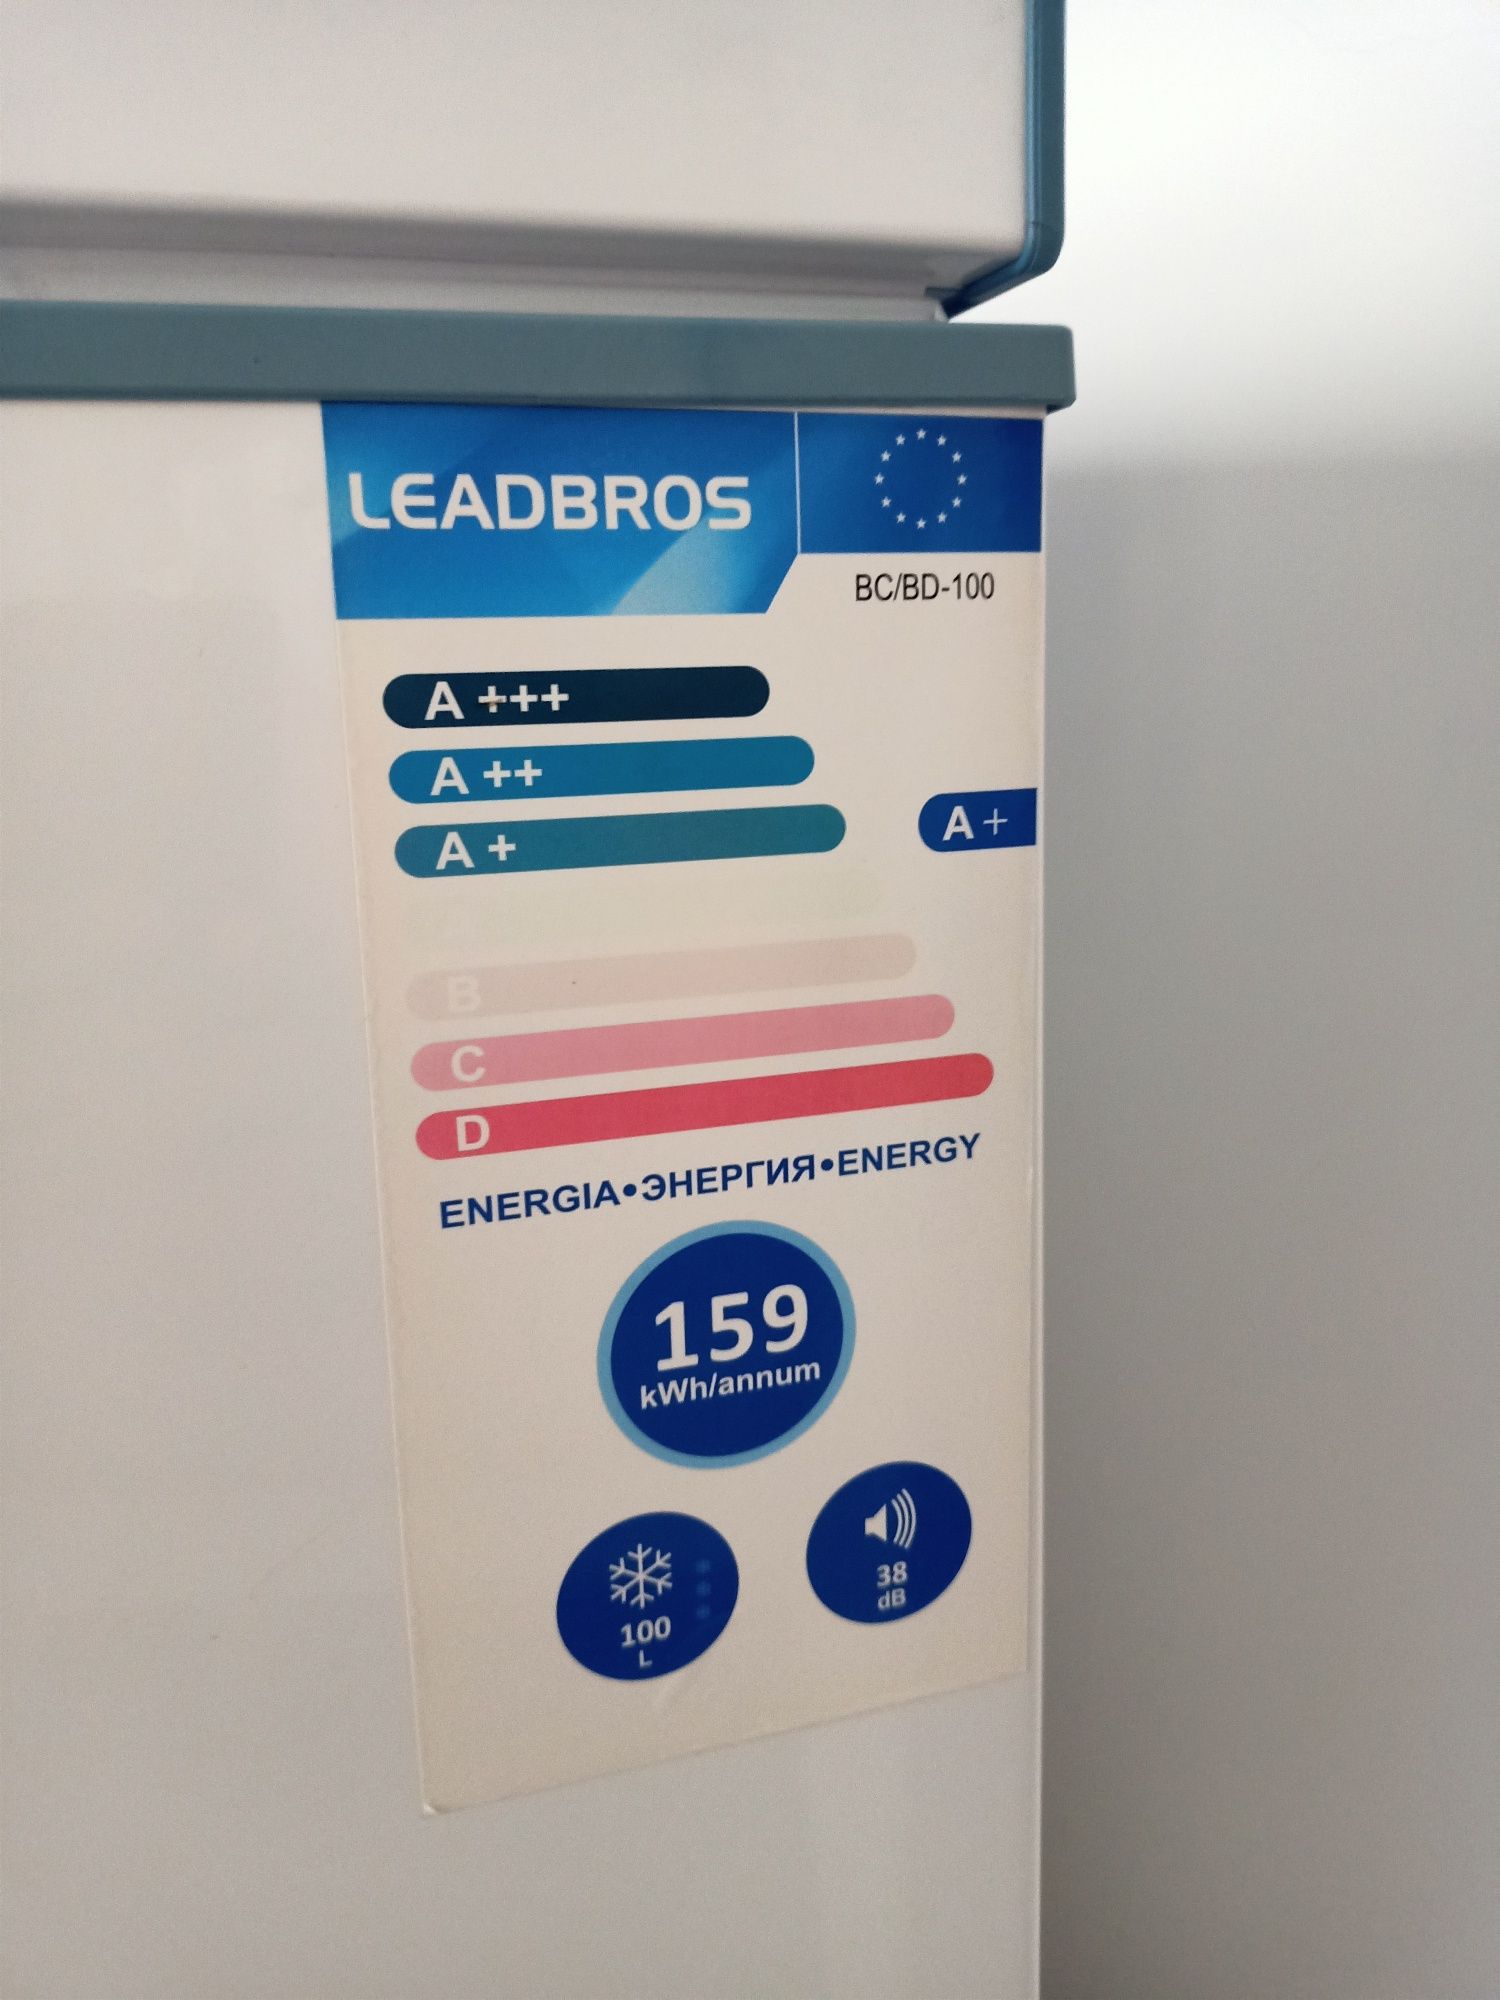 LEADBROS
BC/BD-100
A +++
A ++
A +
A +
B
C
D
ENERGIA•ЭНЕРГИЯ•ENERGY
159
kWh/annum
100
L
38
dB